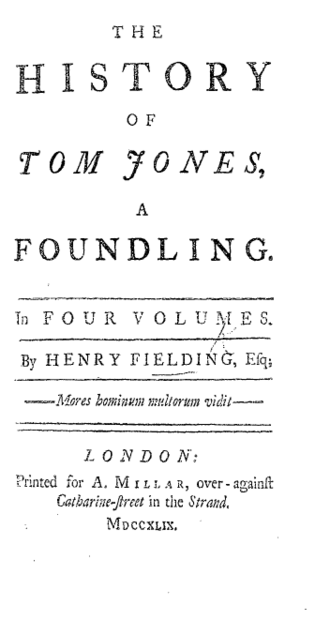 THE
HISTORY
OF
TOM JONES,
A
FOUNDLING.
In FOUR VOLUMES.
By HENRY FIELDING, Eſq;
——Mores hominum multorum vidit——
LONDON:
Printed for A. MILLAR, over-againſt
Catharine-ſtreet in the Strand.
MDCCXLIX.